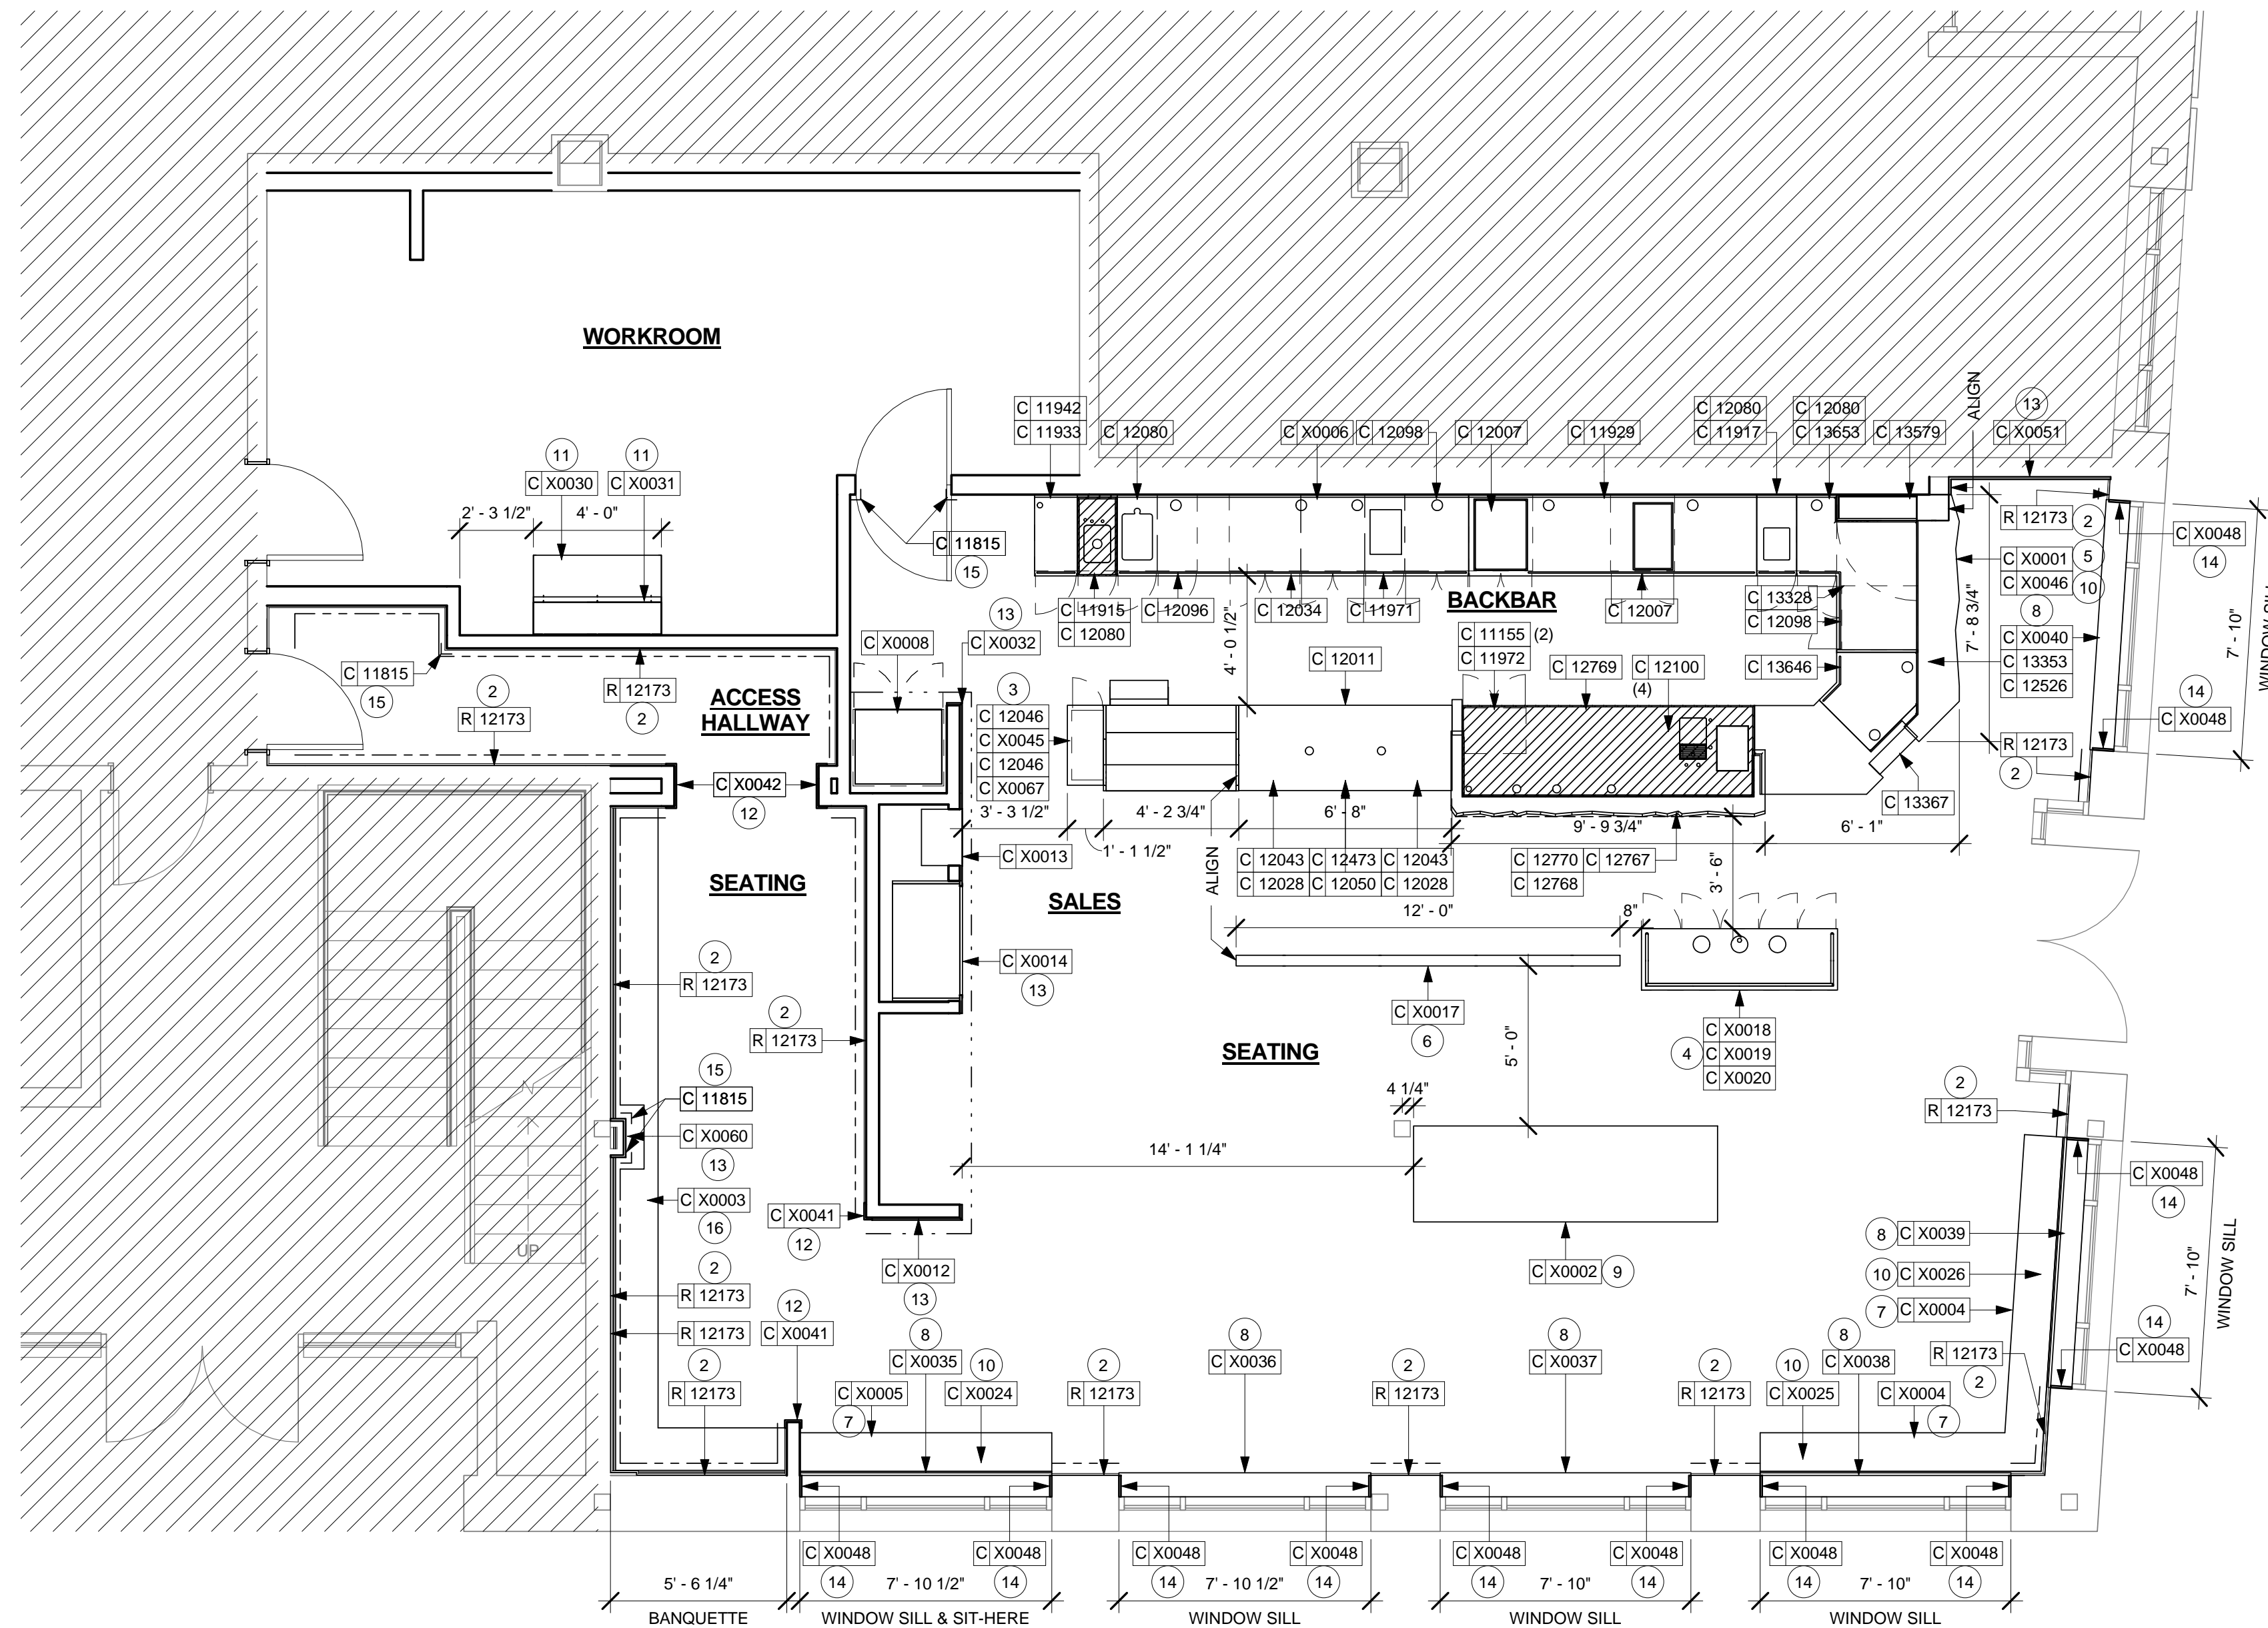 WORKROOM
ALIGN
13
C 11942
C 11933
C 12080
C X0006
C 12098
C 12007
C 11929
C 12080
C 11917
C 12080
C 13653
C 13579
C X0051
11
C X0030
11
C X0031
2' - 3 1/2"
4' - 0"
C 11815
15
R 12173
2
C X0048
14
C X0001
5
C X0046
10
8
C X0040
C 13353
C 12526
7' - 8 3/4"
7' - 10"
14
C X0048
R 12173
2
C 11915
C 12080
C 12096
C 12034
C 11971
BACKBAR
C 12007
C 13328
C 12098
C 13646
4' - 0 1/2"
13
C X0032
C X0008
C 11815
15
2
R 12173
R 12173
2
ACCESS
HALLWAY
3
C 12046
C X0045
C 12046
C X0067
C 12011
C 11155 (2)
C 11972
C 12769
C 12100
(4)
C X0042
12
3' - 3 1/2"
4' - 2 3/4"
6' - 8"
9' - 9 3/4"
6' - 1"
C 13367
1' - 1 1/2"
C X0013
ALIGN
C 12043
C 12028
C 12473
C 12050
C 12043
C 12028
C 12770
C 12768
C 12767
3' - 6"
SEATING
SALES
12' - 0"
8"
2
R 12173
C X0014
13
C X0017
6
2
R 12173
SEATING
5' - 0"
4
C X0018
C X0019
C X0020
15
C 11815
C X0060
13
4 1/4"
2
R 12173
14' - 1 1/4"
C X0048
14
C X0003
16
C X0041
12
UP
8
C X0039
10
C X0026
7
C X0004
7' - 10"
WINDOW SILL
C X0012
13
C X0002
9
2
R 12173
R 12173
12
C X0041
8
C X0035
8
C X0036
8
C X0037
8
C X0038
14
C X0048
R 12173
2
2
R 12173
C X0005
7
10
C X0024
2
R 12173
2
R 12173
2
R 12173
10
C X0025
C X0004
7
C X0048
14
C X0048
14
C X0048
14
C X0048
14
C X0048
14
C X0048
14
C X0048
14
C X0048
14
5' - 6 1/4"
7' - 10 1/2"
7' - 10 1/2"
7' - 10"
7' - 10"
BANQUETTE
WINDOW SILL & SIT-HERE
WINDOW SILL
WINDOW SILL
WINDOW SILL